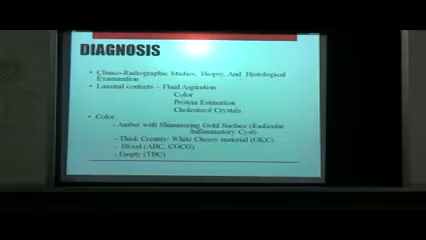 DIAGNOSIS
• Clinico-Radiographic Studies, Biopsy, And Histological
Examination
• Luminal contents – Fluid Aspiration
Color
Protein Estimation
Cholesterol Crystals
• Color
- Amber with Shimmering Gold Surface (Radicular
Inflammatory Cyst)
- Thick Creamy: White Cheesy material (OKC)
- Blood (ABC, COCG)
- Empty (TBC)